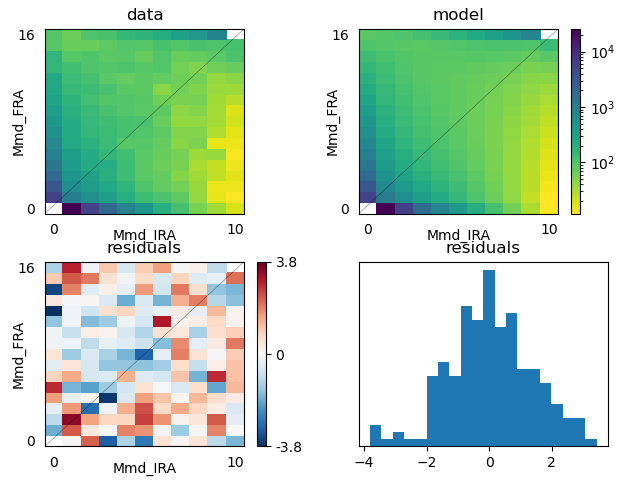 data
model
16
Mmd_FRA
0
0
Mmd_IRA
10
16
Mmd_FRA
0
0
Mmd_IRA
10
10⁴
10³
10²
residuals
residuals
16
Mmd_FRA
0
0
Mmd_IRA
10
3.8
0
-3.8
−4
−2
0
2